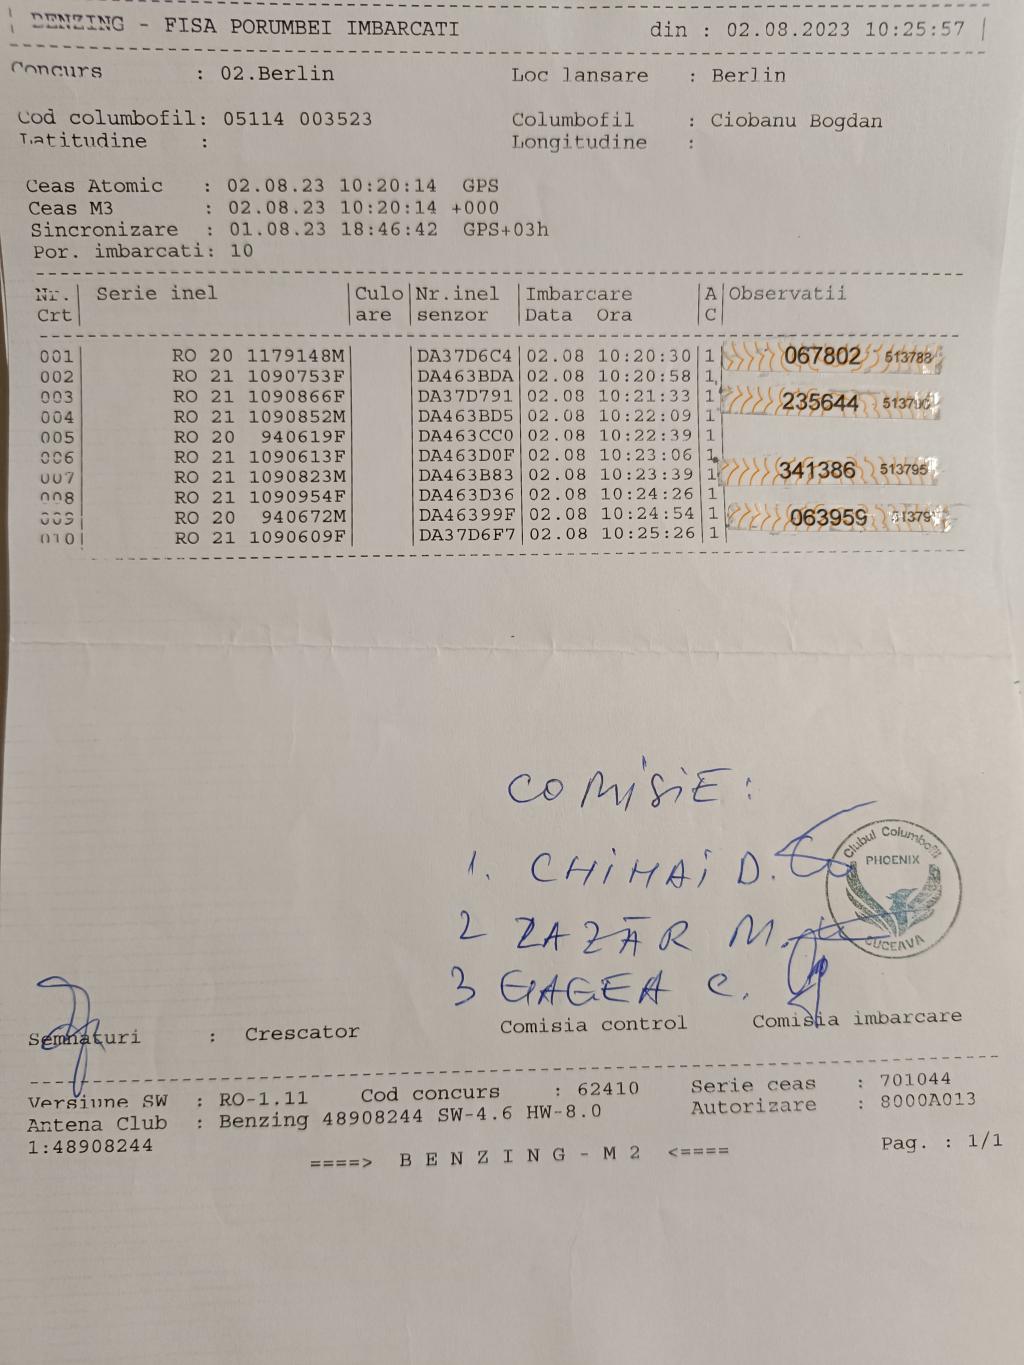 BENZING - FISA PORUMBEI IMBARCATI din : 02.08.2023 10:25:57
Concurs : 02.Berlin Loc lansare : Berlin
Cod columbofil: 05114 003523 Columbofil : Ciobanu Bogdan
Latitudine : Longitudine :
Ceas Atomic : 02.08.23 10:20:14 GPS
Ceas M3 : 02.08.23 10:20:14 +000
Sincronizare : 01.08.23 18:46:42 GPS+03h
Por. imbarcati: 10
Nr. Serie inel Culo Nr.inel Imbarcare A Observatii
Crt are senzor Data Ora C
001 RO 20 1179148M DA37D6C4 02.08 10:20:30 1 067802 513788
002 RO 21 1090753F DA463BDA 02.08 10:20:58 1
003 RO 21 1090866F DA37D791 02.08 10:21:33 1 235644
004 RO 21 1090852M DA463BD5 02.08 10:22:09 1
005 RO 20 940619F DA463CC0 02.08 10:22:39 1
006 RO 21 1090613F DA463D0F 02.08 10:23:06 1
007 RO 21 1090823M DA463B83 02.08 10:23:39 1 341386 513795
008 RO 21 1090954F DA463D36 02.08 10:24:26 1
009 RO 20 940672M DA46399F 02.08 10:24:54 1 063959
010 RO 21 1090609F DA37D6F7 02.08 10:25:26 1
COMISIE:
1. CHIHAI D.
2 ZAZĂR M.
3 GAGEA C.
Clubul Columbofil
PHOENIX
SUCEAVA
Semnaturi : Crescator Comisia control Comisia imbarcare
Versiune SW : RO-1.11 Cod concurs : 62410 Serie ceas : 701044
Antena Club : Benzing 48908244 SW-4.6 HW-8.0 Autorizare : 8000A013
1:48908244 Pag. : 1/1
====> B E N Z I N G - M 2 <====